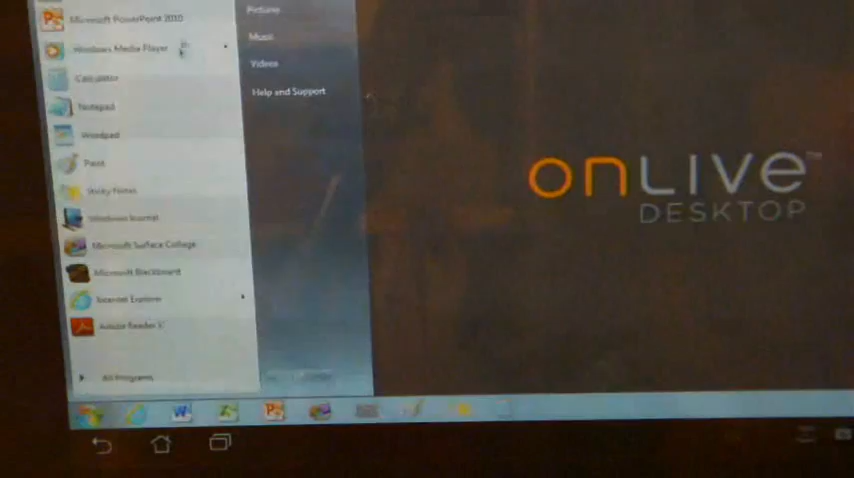 Microsoft PowerPoint 2010
Windows Media Player
Calculator
Notepad
Wordpad
Paint
Sticky Notes
Windows Journal
Microsoft Surface Collage
Microsoft Blackboard
Internet Explorer
Adobe Reader X
All Programs
Pictures
Music
Videos
Help and Support
onLIVE™
DESKTOP